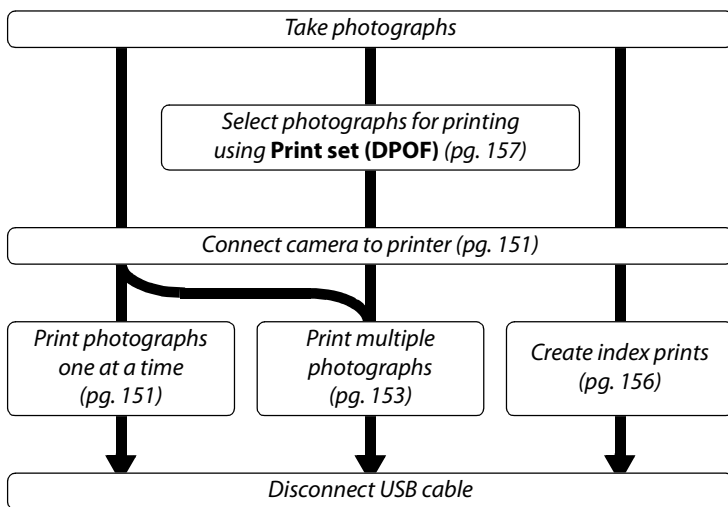 Take photographs
Select photographs for printing
using Print set (DPOF) (pg. 157)
Connect camera to printer (pg. 151)
Print photographs
one at a time
(pg. 151)
Print multiple
photographs
(pg. 153)
Create index prints
(pg. 156)
Disconnect USB cable